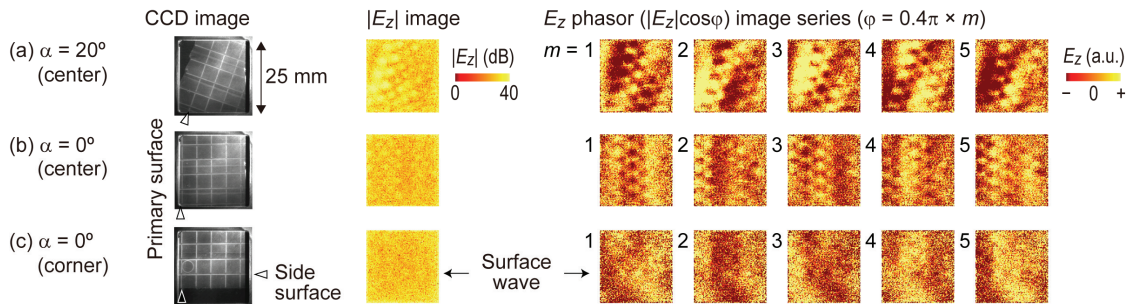 CCD image
|Ez| image
Ez phasor (|Ez|cosφ) image series (φ = 0.4π × m)
(a) α = 20º
(center)
25 mm
|Ez| (dB)
0 40
m = 1 2 3 4 5
Ez (a.u.)
− 0 +
(b) α = 0º
(center)
1 2 3 4 5
Primary surface
(c) α = 0º
(corner)
Side
surface
Surface
wave
1 2 3 4 5